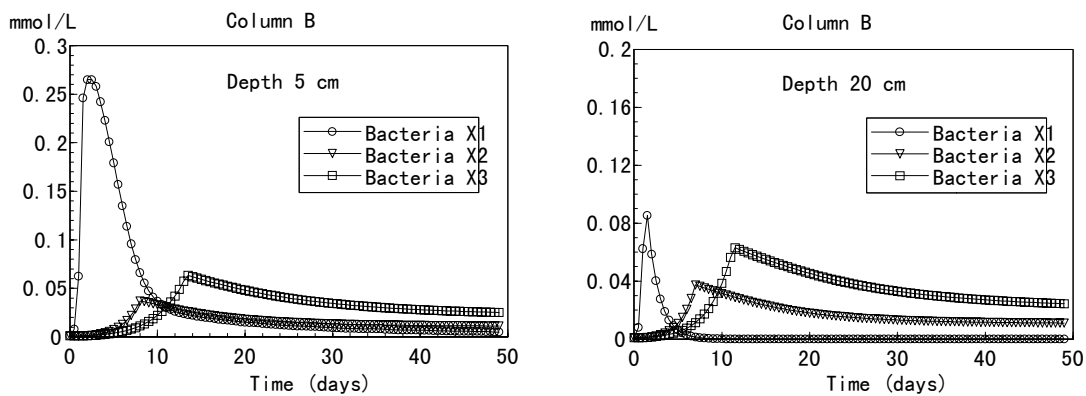 mmol/L Column B
Depth 5 cm
Bacteria X1
Bacteria X2
Bacteria X3
0.3
0.25
0.2
0.15
0.1
0.05
0
0 10 20 30 40 50
Time (days)
mmol/L Column B
Depth 20 cm
Bacteria X1
Bacteria X2
Bacteria X3
0.2
0.16
0.12
0.08
0.04
0
0 10 20 30 40 50
Time (days)